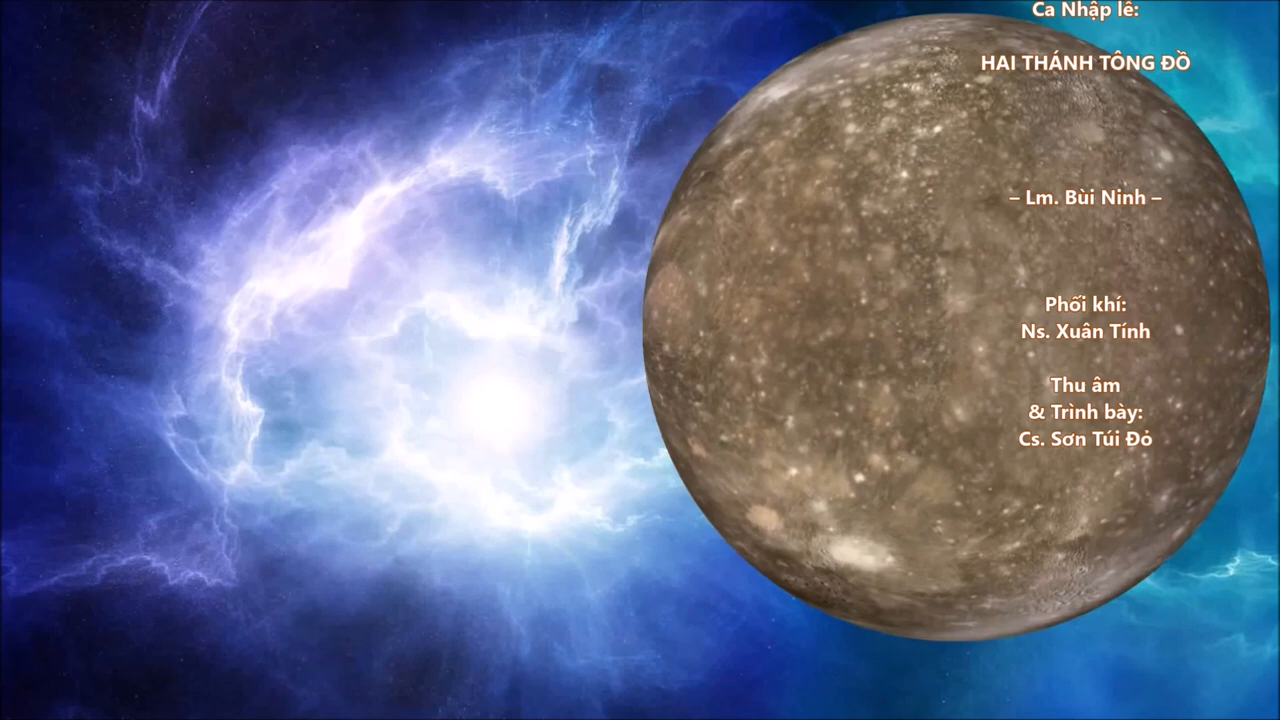 Ca Nhập lễ:
HAI THÁNH TÔNG ĐỒ
– Lm. Bùi Ninh –
Phối khí:
Ns. Xuân Tính
Thu âm
& Trình bày:
Cs. Sơn Túi Đỏ